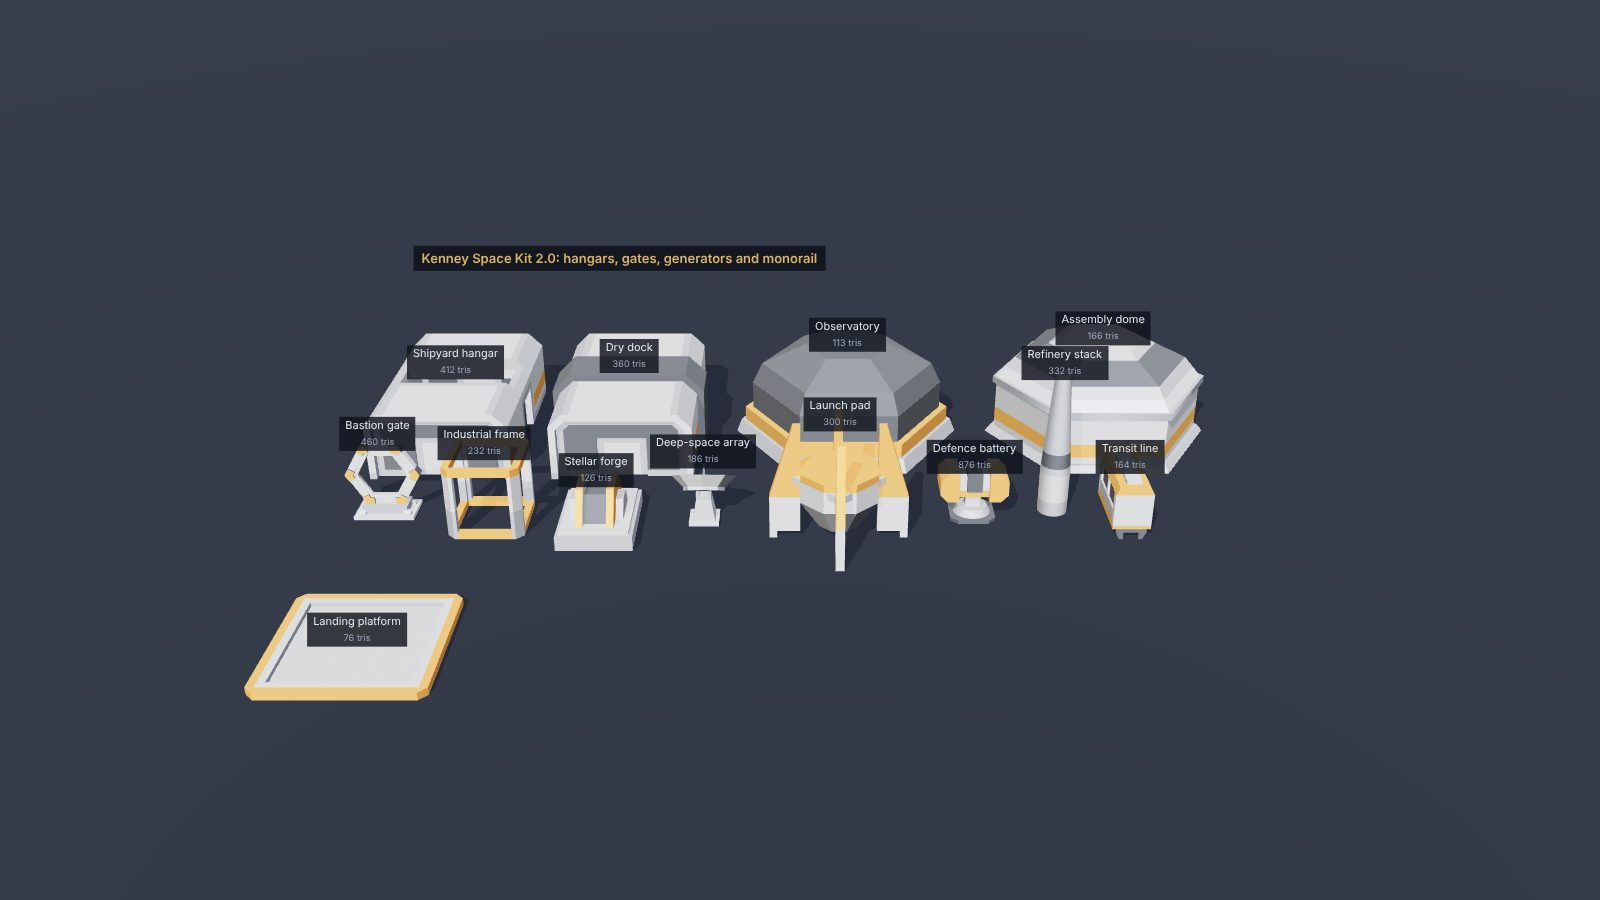 Kenney Space Kit 2.0: hangars, gates, generators and monorail
Shipyard hangar
412 tris
Dry dock
360 tris
Observatory
113 tris
Assembly dome
166 tris
Refinery stack
332 tris
Bastion gate
460 tris
Industrial frame
232 tris
Stellar forge
126 tris
Deep-space array
186 tris
Launch pad
300 tris
Defence battery
876 tris
Transit line
164 tris
Landing platform
76 tris